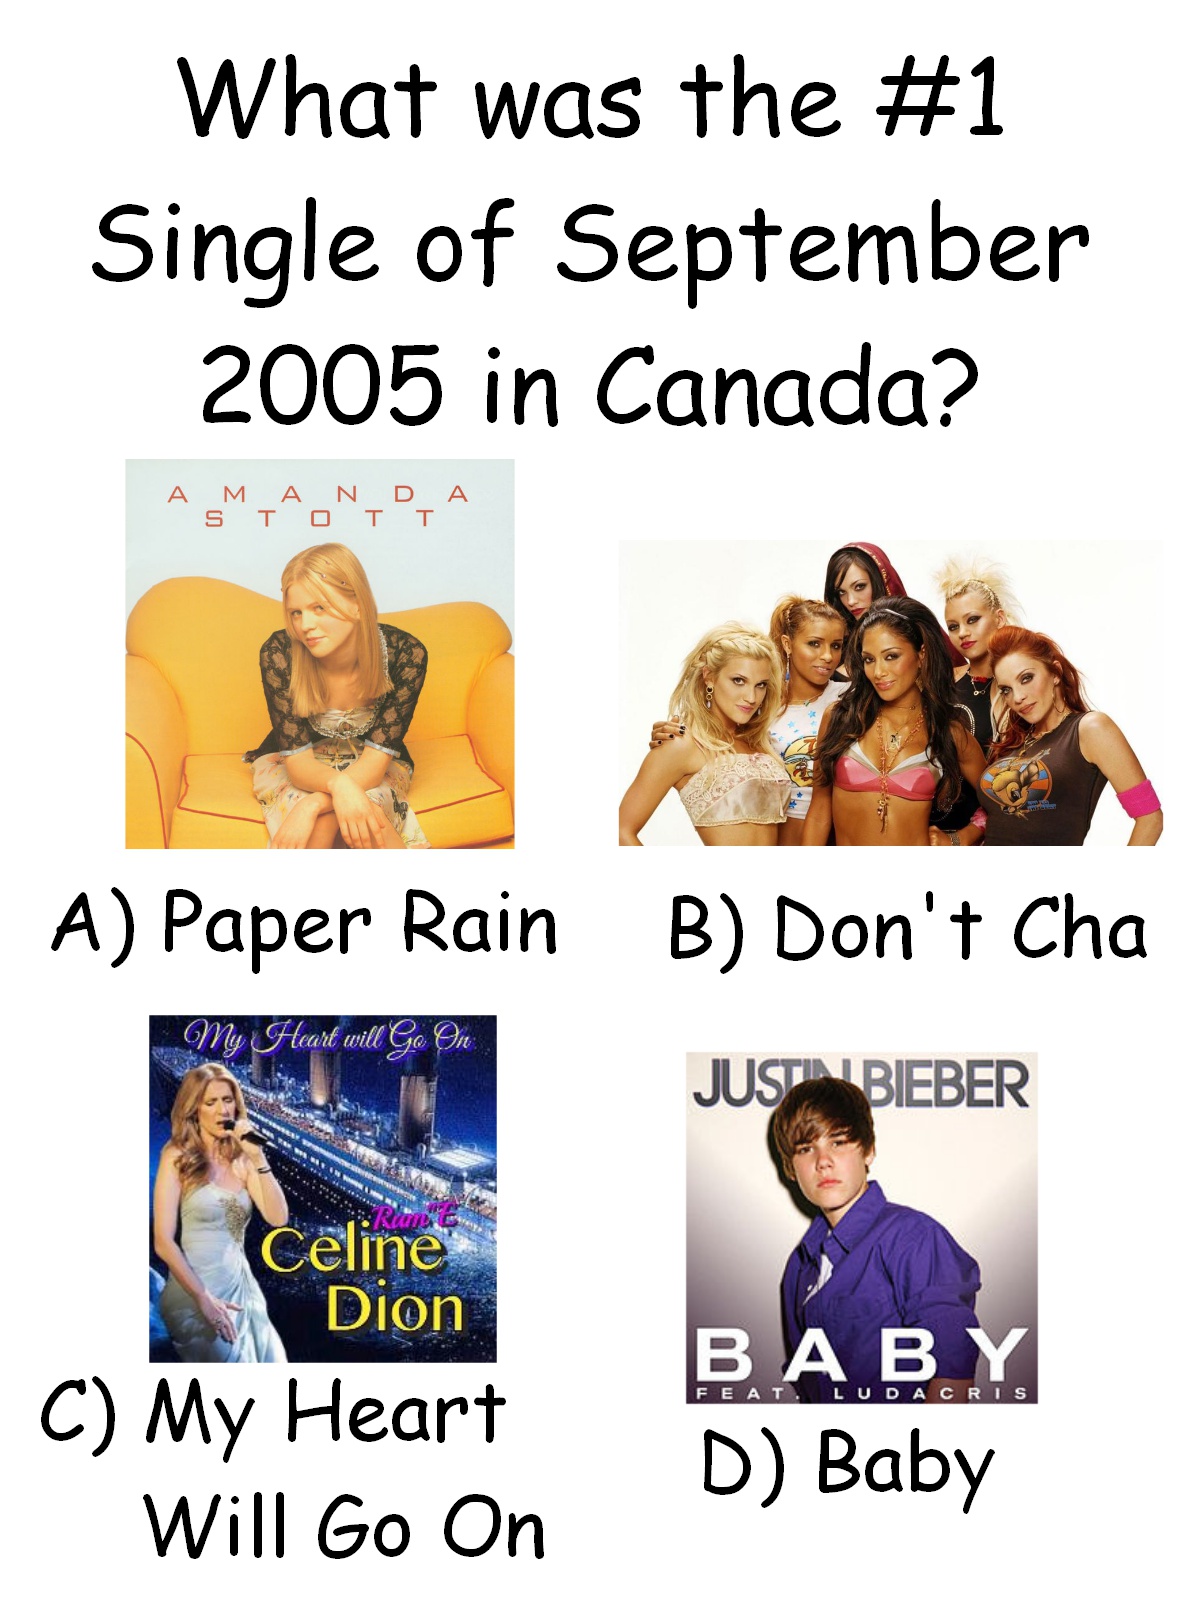 What was the #1
Single of September
2005 in Canada?
AMANDA
STOTT
A) Paper Rain
B) Don't Cha
My Heart will Go On
Ram"E
Celine
Dion
C) My Heart
Will Go On
JUSTIN BIEBER
BABY
FEAT. LUDACRIS
D) Baby